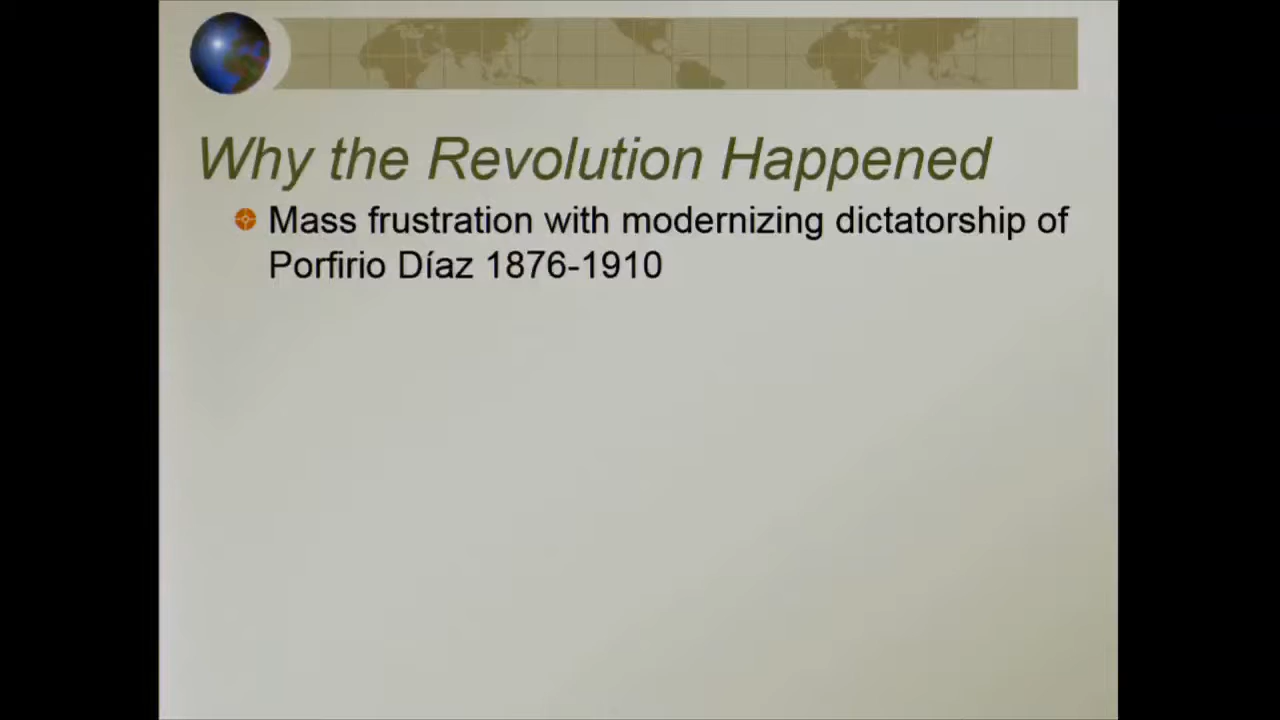 Why the Revolution Happened
Mass frustration with modernizing dictatorship of
Porfirio Díaz 1876-1910